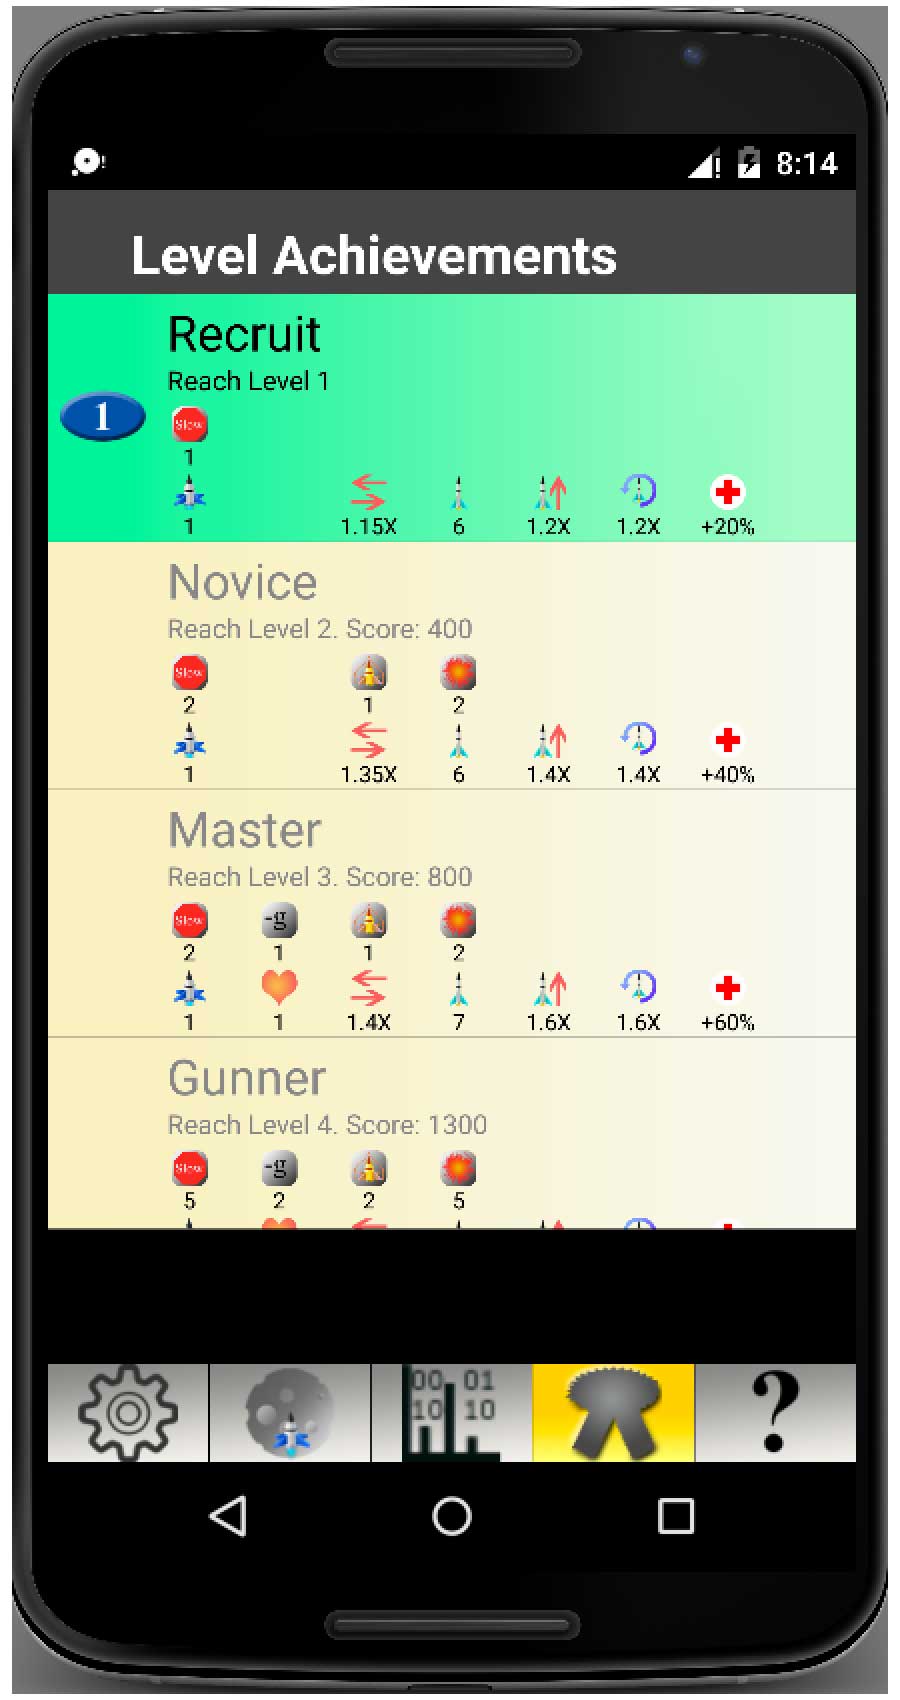 8:14
Level Achievements
Recruit
Reach Level 1
1
Slow
1
1 1.15X 6 1.2X 1.2X +20%
Novice
Reach Level 2. Score: 400
Slow
2 1 2
1 1.35X 6 1.4X 1.4X +40%
Master
Reach Level 3. Score: 800
Slow -g
2 1 1 2
1 1 1.4X 7 1.6X 1.6X +60%
Gunner
Reach Level 4. Score: 1300
Slow -g
5 2 2 5
00 01
10 10
?